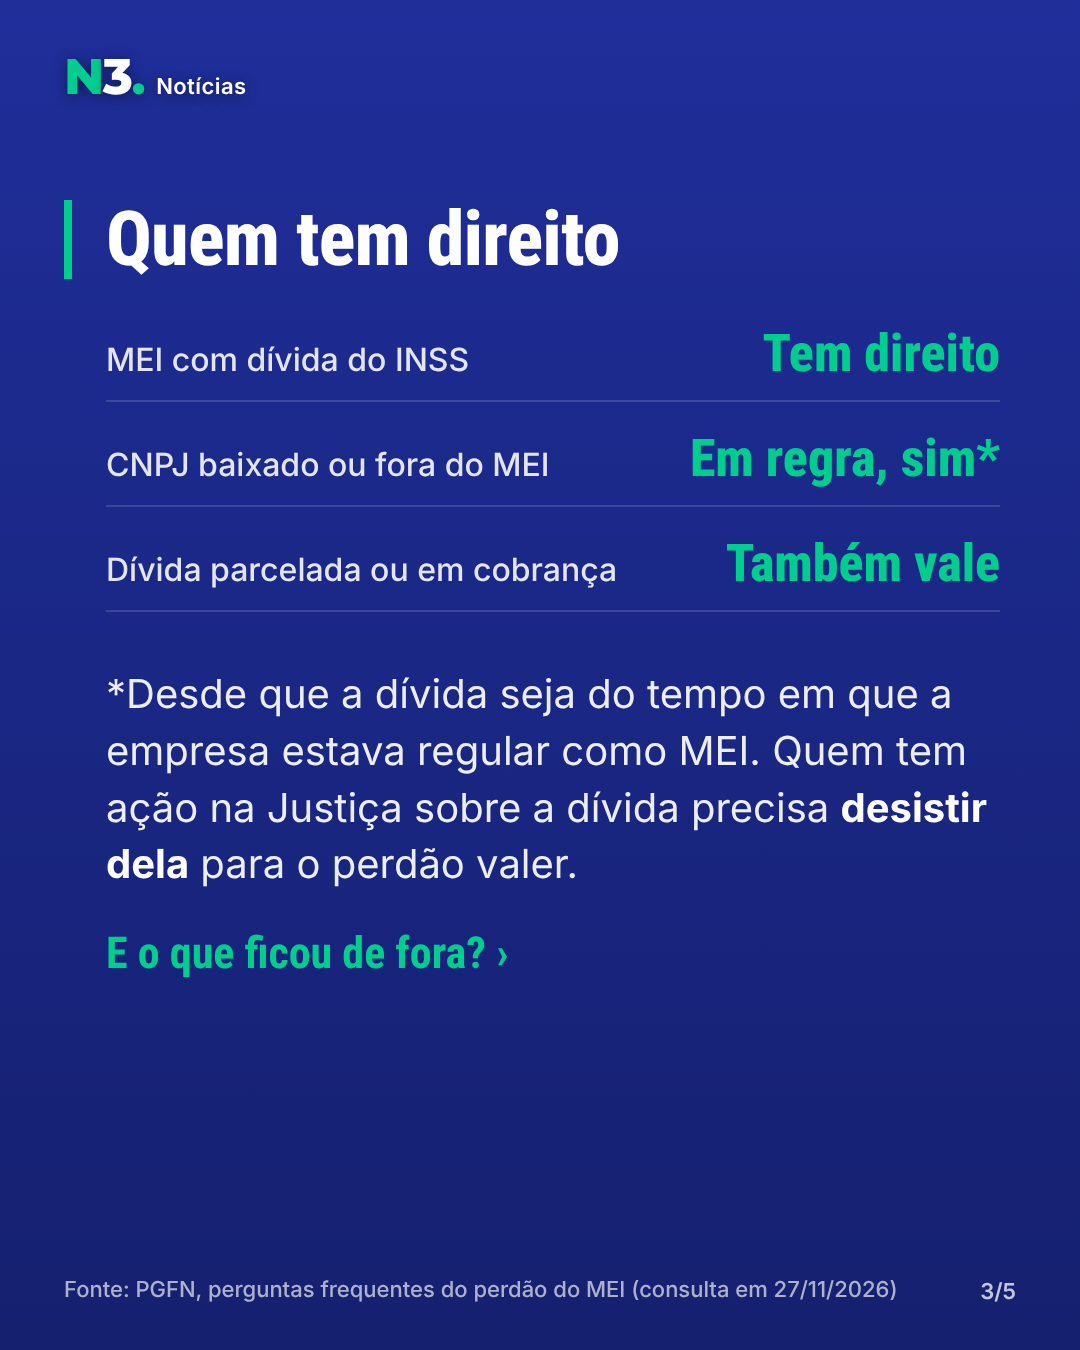 N3. Notícias
Quem tem direito
MEI com dívida do INSS Tem direito
CNPJ baixado ou fora do MEI Em regra, sim*
Dívida parcelada ou em cobrança Também vale
*Desde que a dívida seja do tempo em que a
empresa estava regular como MEI. Quem tem
ação na Justiça sobre a dívida precisa desistir
dela para o perdão valer.
E o que ficou de fora? ›
Fonte: PGFN, perguntas frequentes do perdão do MEI (consulta em 27/11/2026) 3/5